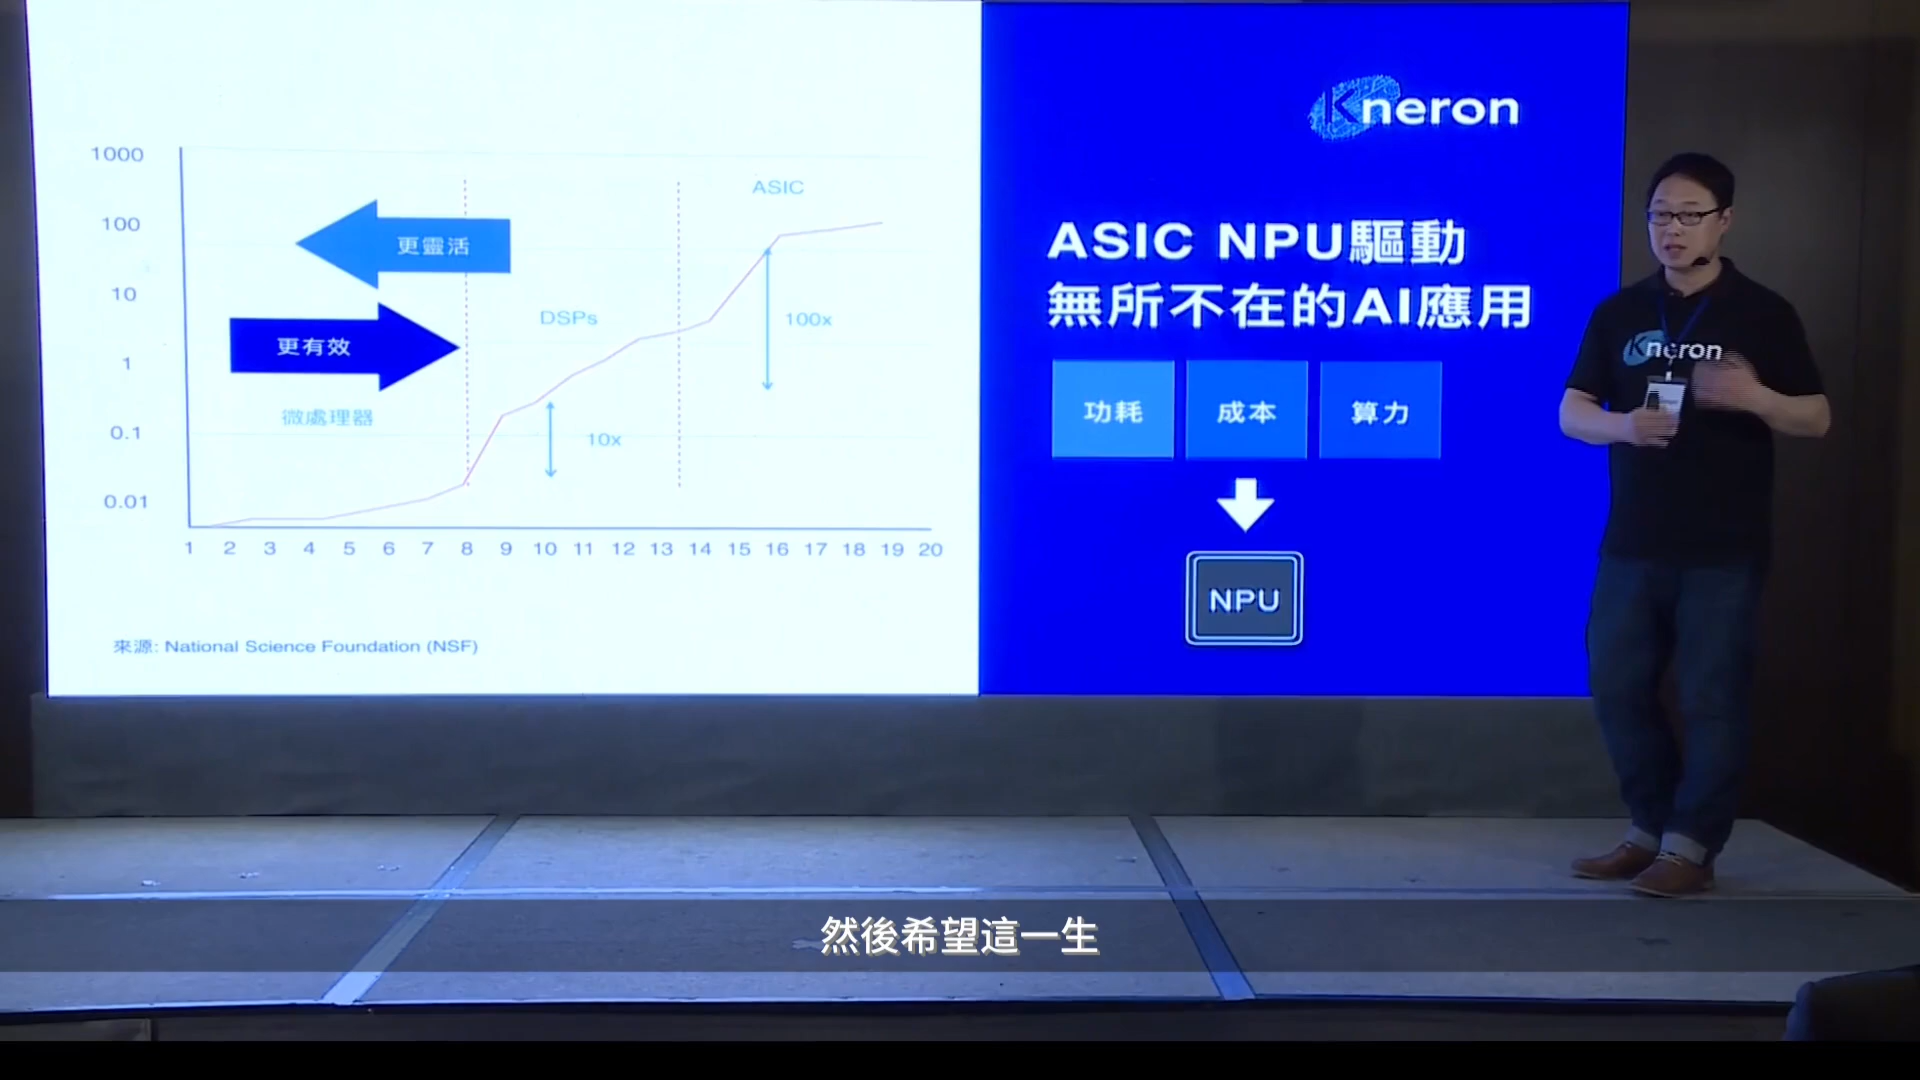 1000
100
10
1
0.1
0.01
更靈活
更有效
微處理器
DSPs
ASIC
10x
100x
1 2 3 4 5 6 7 8 9 10 11 12 13 14 15 16 17 18 19 20
來源: National Science Foundation (NSF)
Kneron
ASIC NPU驅動
無所不在的AI應用
功耗 成本 算力
NPU
Kneron
然後希望這一生